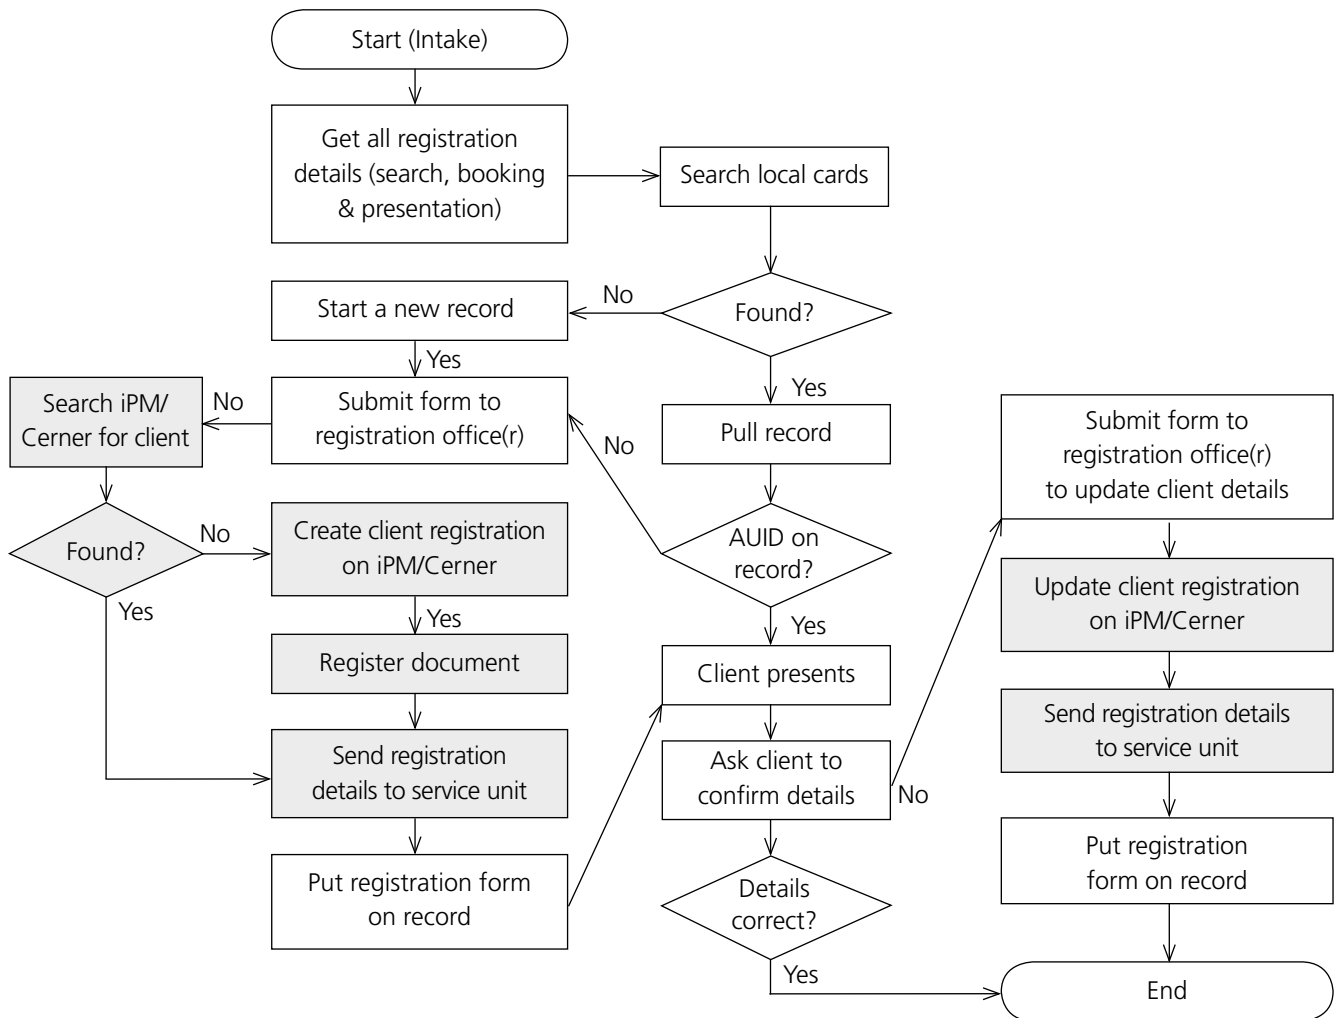 Start (Intake)
Get all registration
details (search, booking
& presentation)
Search local cards
Found?
No
Start a new record
Yes
Submit form to
registration office(r)
No
Search iPM/
Cerner for client
Found?
No
Create client registration
on iPM/Cerner
Yes
Register document
Yes
Send registration
details to service unit
Put registration form
on record
Yes
Pull record
No
AUID on
record?
Yes
Client presents
Ask client to
confirm details
No
Details
correct?
Yes
Submit form to
registration office(r)
to update client details
Update client registration
on iPM/Cerner
Send registration details
to service unit
Put registration
form on record
End